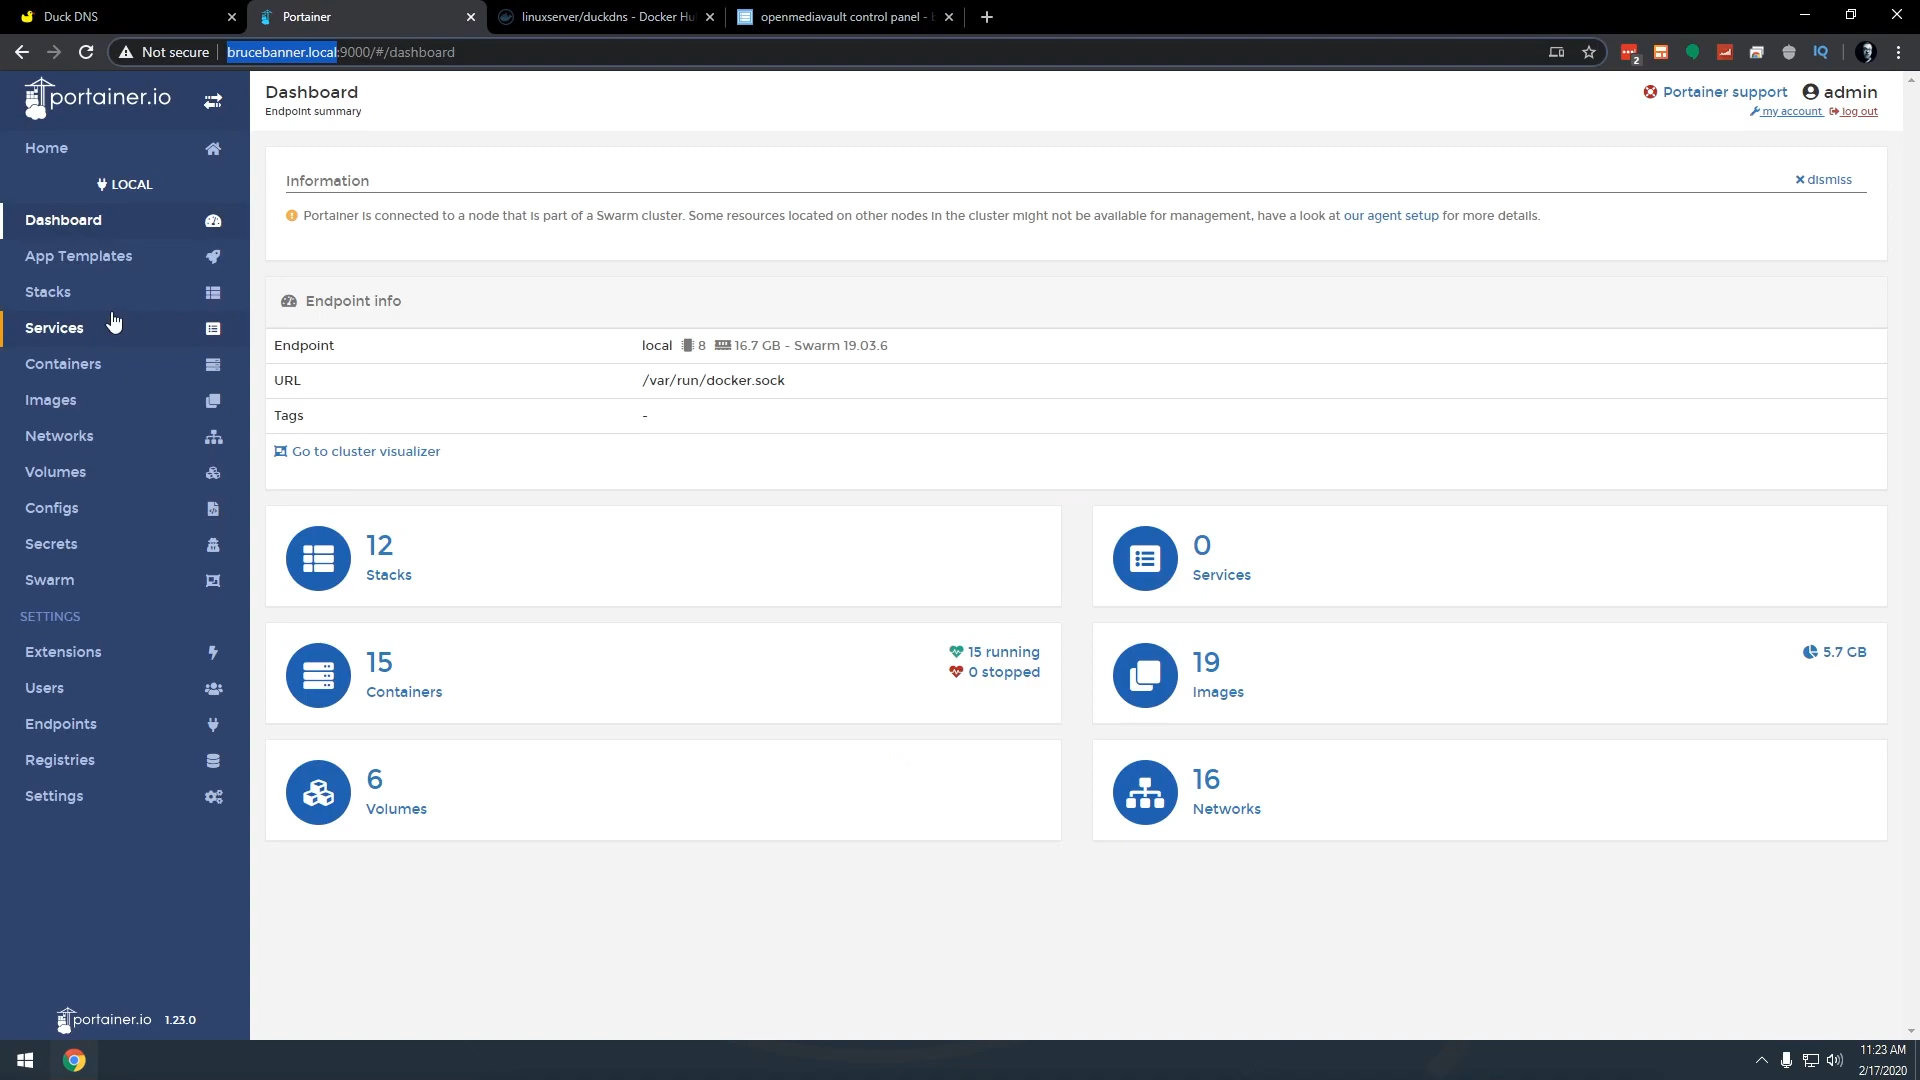 Duck DNS
Portainer
linuxserver/duckdns - Docker Hu
openmediavault control panel - b
Not secure
brucebanner.local:9000/#/dashboard
2
IQ
portainer.io
Dashboard
Endpoint summary
Portainer support
admin
my account
log out
Home
LOCAL
Dashboard
App Templates
Stacks
Services
Containers
Images
Networks
Volumes
Configs
Secrets
Swarm
SETTINGS
Extensions
Users
Endpoints
Registries
Settings
portainer.io 1.23.0
Information
dismiss
Portainer is connected to a node that is part of a Swarm cluster. Some resources located on other nodes in the cluster might not be available for management, have a look at our agent setup for more details.
Endpoint info
Endpoint local 8 16.7 GB - Swarm 19.03.6
URL /var/run/docker.sock
Tags -
Go to cluster visualizer
12
Stacks
0
Services
15
Containers
15 running
0 stopped
19
Images
5.7 GB
6
Volumes
16
Networks
11:23 AM
2/17/2020